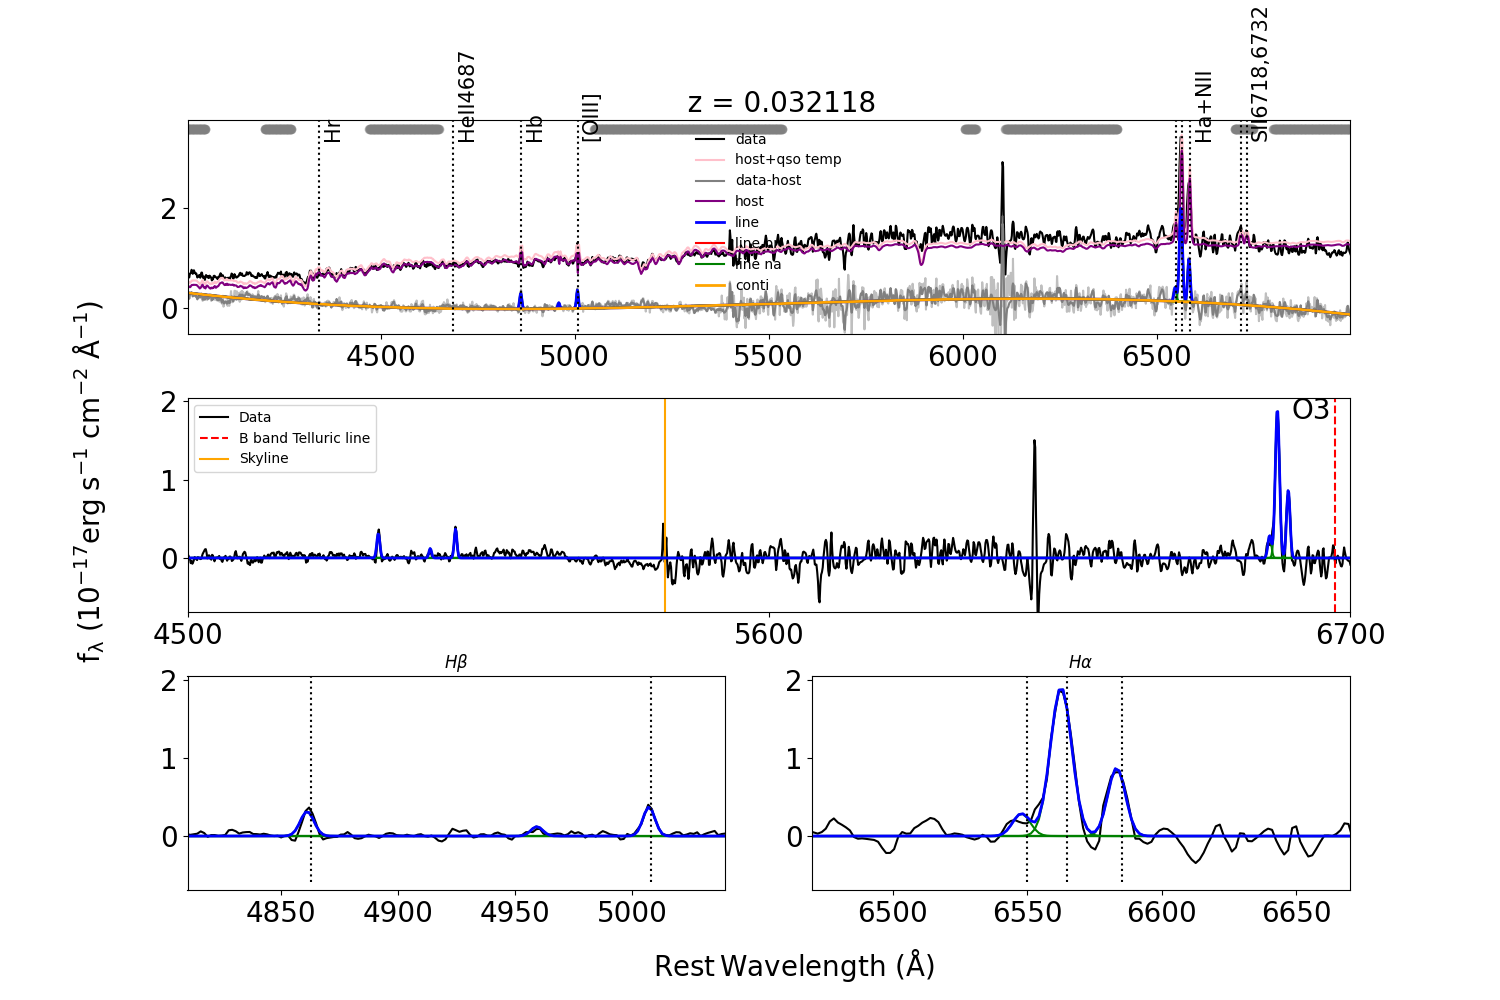 Hr
HeII4687
Hb
[OIII]
Ha+NII
SII6718,6732
z = 0.032118
data
host+qso temp
data-host
host
line
line br
line na
conti
2
0
4500 5000 5500 6000 6500
fλ (10⁻¹⁷erg s⁻¹ cm⁻² Å⁻¹)
Data
B band Telluric line
Skyline
O3
2
1
0
4500 5600 6700
Hβ
2
1
0
4850 4900 4950 5000
Hα
2
1
0
6500 6550 6600 6650
Rest Wavelength (Å)